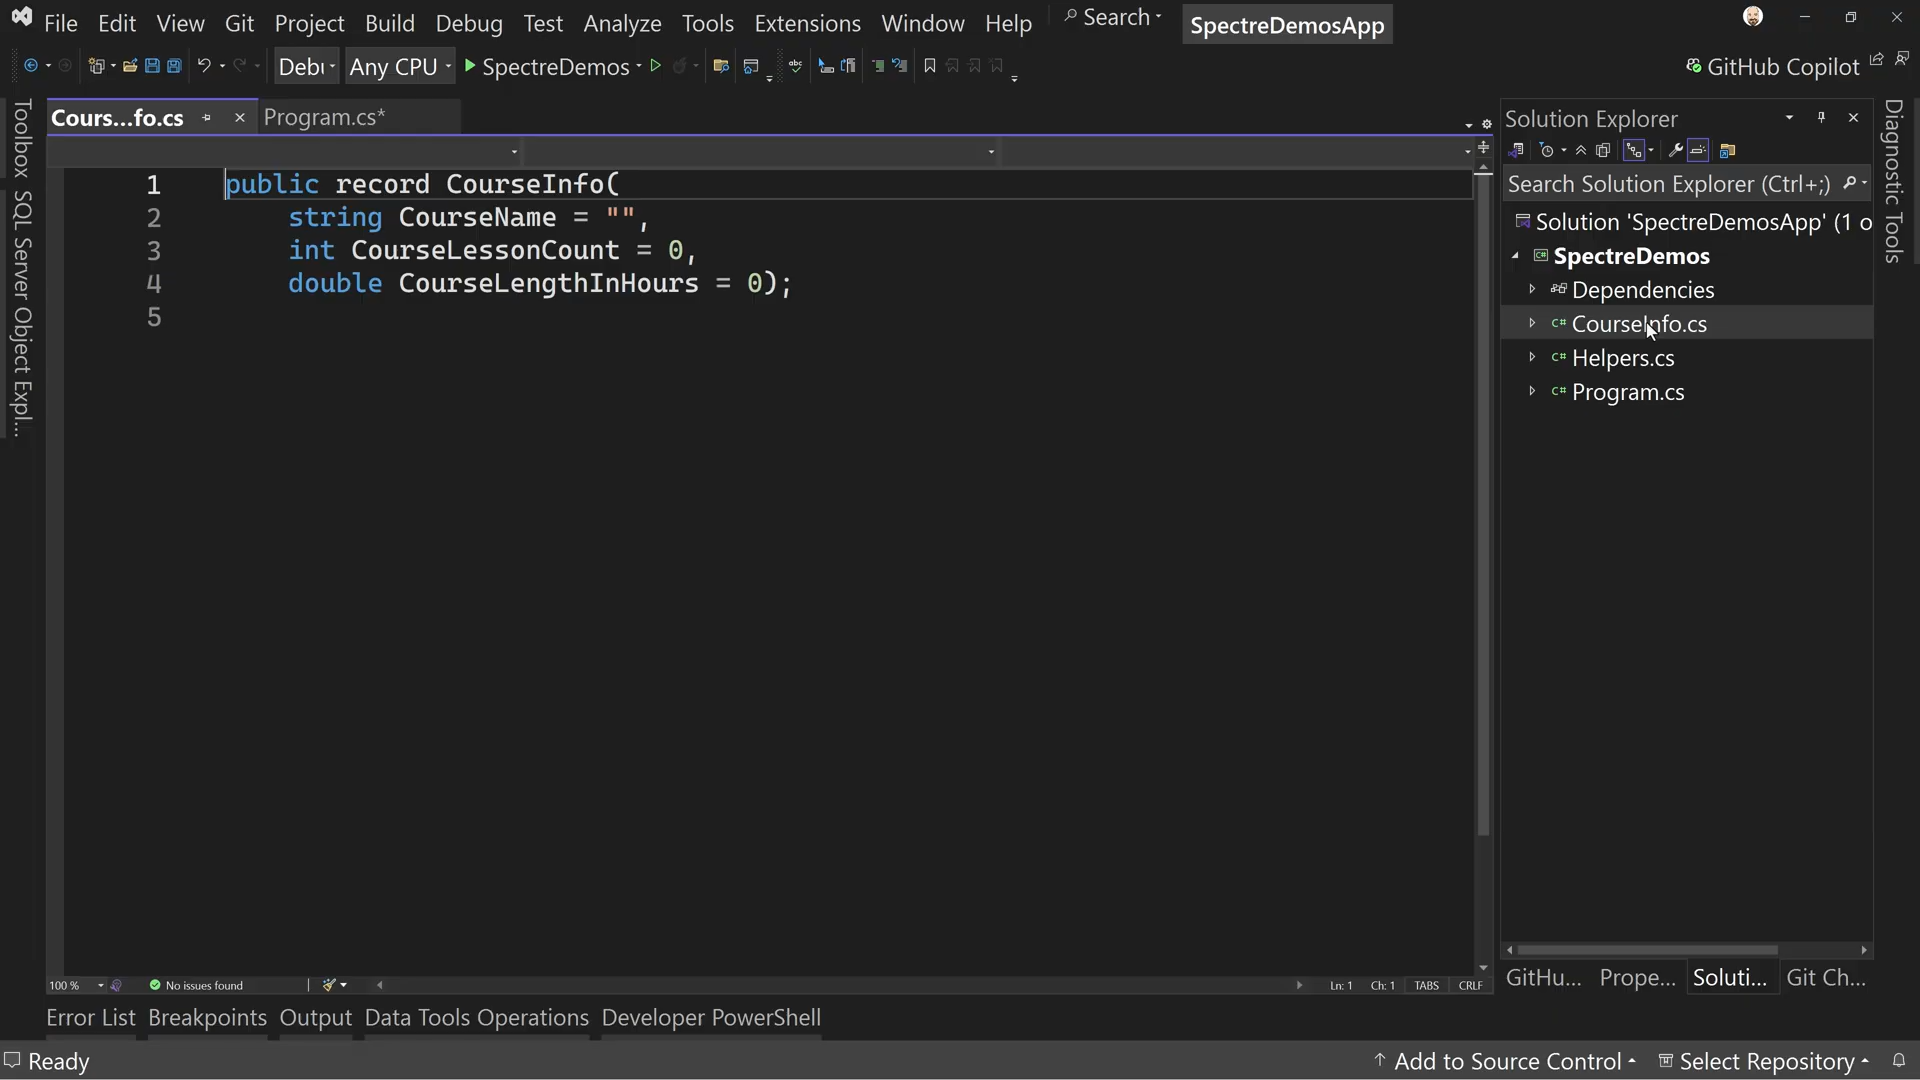 File Edit View Git Project Build Debug Test Analyze Tools Extensions Window Help Search SpectreDemosApp
Debu Any CPU SpectreDemos GitHub Copilot
Cours...fo.cs Program.cs*
1 public record CourseInfo(
2 string CourseName = "",
3 int CourseLessonCount = 0,
4 double CourseLengthInHours = 0);
5
Toolbox
SQL Server Object Expl...
Solution Explorer
Search Solution Explorer (Ctrl+;)
Solution 'SpectreDemosApp' (1 o
C# SpectreDemos
Dependencies
C# CourseInfo.cs
C# Helpers.cs
C# Program.cs
Diagnostic Tools
100 % No issues found Ln: 1 Ch: 1 TABS CRLF
GitHu... Prope... Soluti... Git Ch...
Error List Breakpoints Output Data Tools Operations Developer PowerShell
Ready Add to Source Control Select Repository